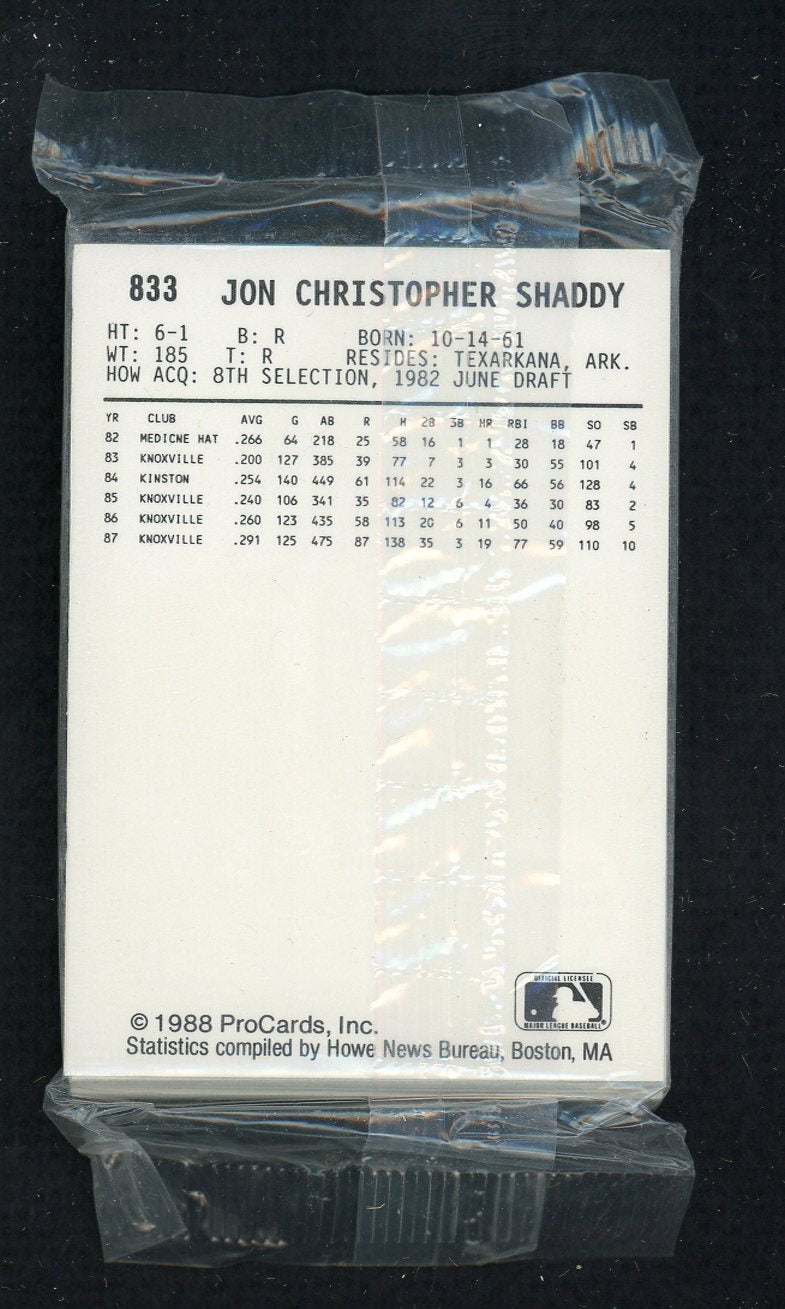 833 JON CHRISTOPHER SHADDY
HT: 6-1 B: R BORN: 10-14-61
WT: 185 T: R RESIDES: TEXARKANA, ARK.
HOW ACQ: 8TH SELECTION, 1982 JUNE DRAFT
YR CLUB AVG G AB R H 2B 3B HR RBI BB SO SB
82 MEDICNE HAT .266 64 218 25 58 16 1 1 28 18 47 1
83 KNOXVILLE .200 127 385 39 77 7 3 3 30 55 101 4
84 KINSTON .254 140 449 61 114 22 3 16 66 56 128 4
85 KNOXVILLE .240 106 341 35 82 12 6 4 36 30 83 2
86 KNOXVILLE .260 123 435 58 113 20 6 11 50 40 98 5
87 KNOXVILLE .291 125 475 87 138 35 3 19 77 59 110 10
OFFICIAL LICENSEE
MAJOR LEAGUE BASEBALL®
© 1988 ProCards, Inc.
Statistics compiled by Howe News Bureau, Boston, MA